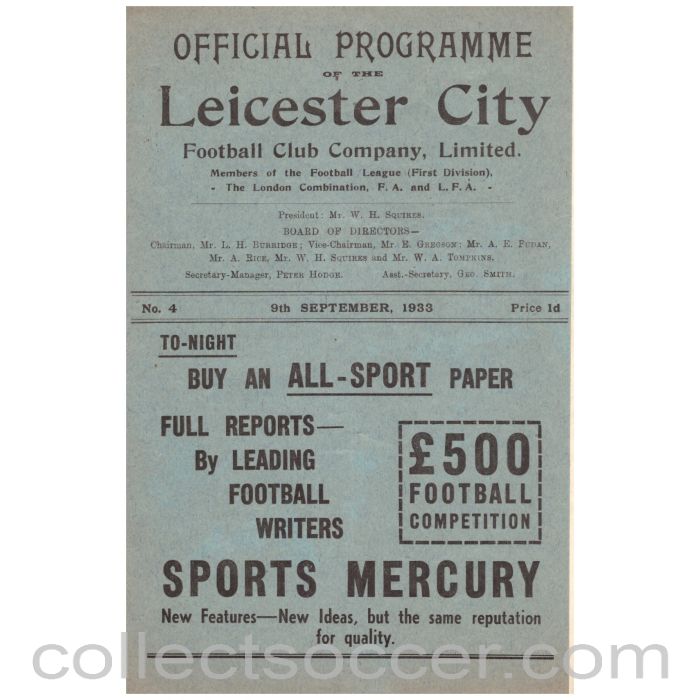 OFFICIAL PROGRAMME
OF THE
Leicester City
Football Club Company, Limited.
Members of the Football League (First Division),
- The London Combination, F. A. and L. F. A. -
President: Mr. W. H. Squires.
BOARD OF DIRECTORS—
Chairman, Mr. L. H. Burridge; Vice-Chairman, Mr. E. Gregson; Mr. A. E. Pudan,
Mr. A. Rice, Mr. W. H. Squires and Mr. W. A. Tompkins.
Secretary-Manager, Peter Hodge. Asst.-Secretary, Geo. Smith.
No. 4 9th SEPTEMBER, 1933 Price 1d
TO-NIGHT
BUY AN ALL-SPORT PAPER
FULL REPORTS—
By LEADING
FOOTBALL
WRITERS
£500
FOOTBALL
COMPETITION
SPORTS MERCURY
New Features—New Ideas, but the same reputation
for quality.
collectsoccer.com